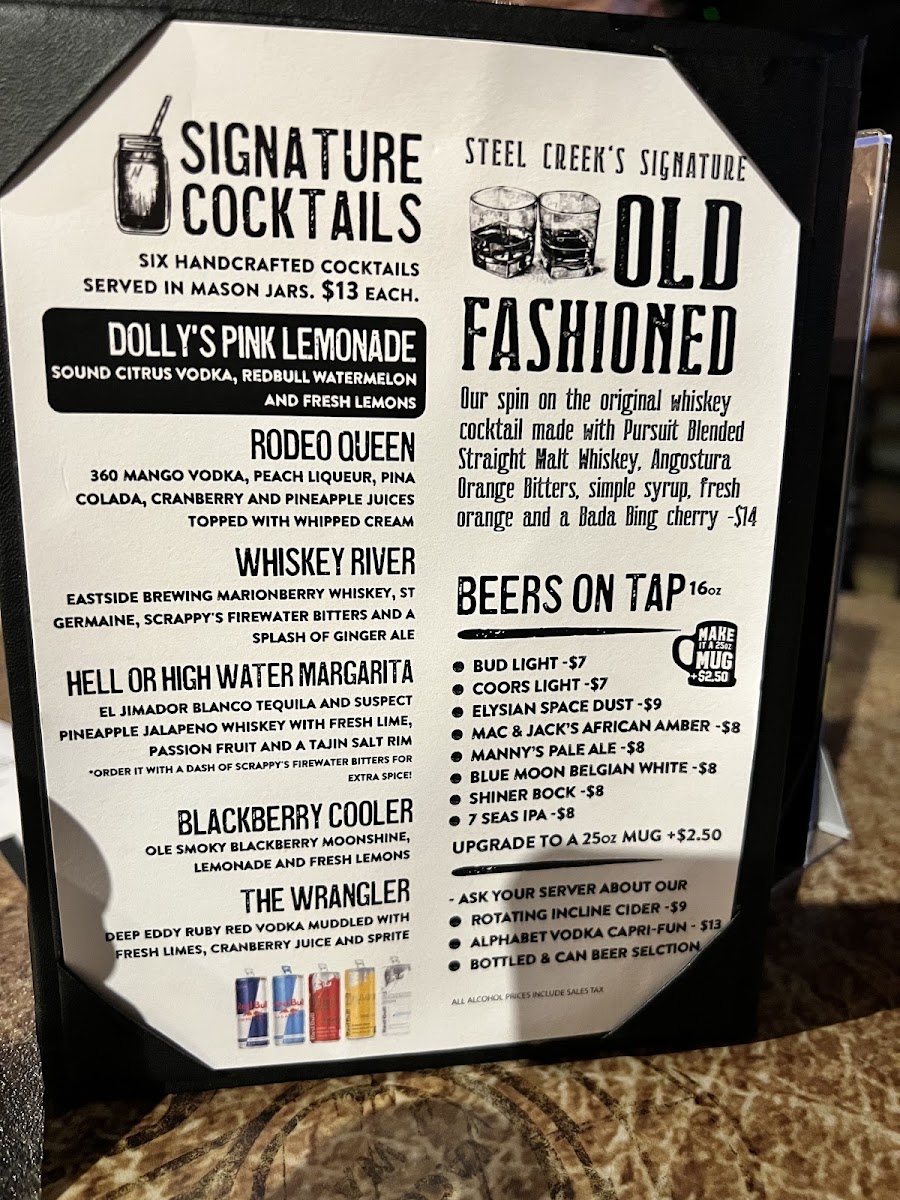 SIGNATURE
COCKTAILS
SIX HANDCRAFTED COCKTAILS
SERVED IN MASON JARS. $13 EACH.
DOLLY'S PINK LEMONADE
SOUND CITRUS VODKA, REDBULL WATERMELON
AND FRESH LEMONS
RODEO QUEEN
360 MANGO VODKA, PEACH LIQUEUR, PINA
COLADA, CRANBERRY AND PINEAPPLE JUICES
TOPPED WITH WHIPPED CREAM
WHISKEY RIVER
EASTSIDE BREWING MARIONBERRY WHISKEY, ST
GERMAINE, SCRAPPY'S FIREWATER BITTERS AND A
SPLASH OF GINGER ALE
HELL OR HIGH WATER MARGARITA
EL JIMADOR BLANCO TEQUILA AND SUSPECT
PINEAPPLE JALAPENO WHISKEY WITH FRESH LIME,
PASSION FRUIT AND A TAJIN SALT RIM
*ORDER IT WITH A DASH OF SCRAPPY'S FIREWATER BITTERS FOR
EXTRA SPICE!
BLACKBERRY COOLER
OLE SMOKY BLACKBERRY MOONSHINE,
LEMONADE AND FRESH LEMONS
THE WRANGLER
DEEP EDDY RUBY RED VODKA MUDDLED WITH
FRESH LIMES, CRANBERRY JUICE AND SPRITE
Red Bull
Red Bull
STEEL CREEK'S SIGNATURE
OLD
FASHIONED
Our spin on the original whiskey
cocktail made with Pursuit Blended
Straight Malt Whiskey, Angostura
Orange Bitters, simple syrup, fresh
orange and a Bada Bing cherry -$14
BEERS ON TAP 16oz
MAKE
IT A 25oz
MUG
+$2.50
• BUD LIGHT -$7
• COORS LIGHT -$7
• ELYSIAN SPACE DUST -$9
• MAC & JACK'S AFRICAN AMBER -$8
• MANNY'S PALE ALE -$8
• BLUE MOON BELGIAN WHITE -$8
• SHINER BOCK -$8
• 7 SEAS IPA -$8
UPGRADE TO A 25oz MUG +$2.50
- ASK YOUR SERVER ABOUT OUR
• ROTATING INCLINE CIDER -$9
• ALPHABET VODKA CAPRI-FUN - $13
• BOTTLED & CAN BEER SELCTION
ALL ALCOHOL PRICES INCLUDE SALES TAX